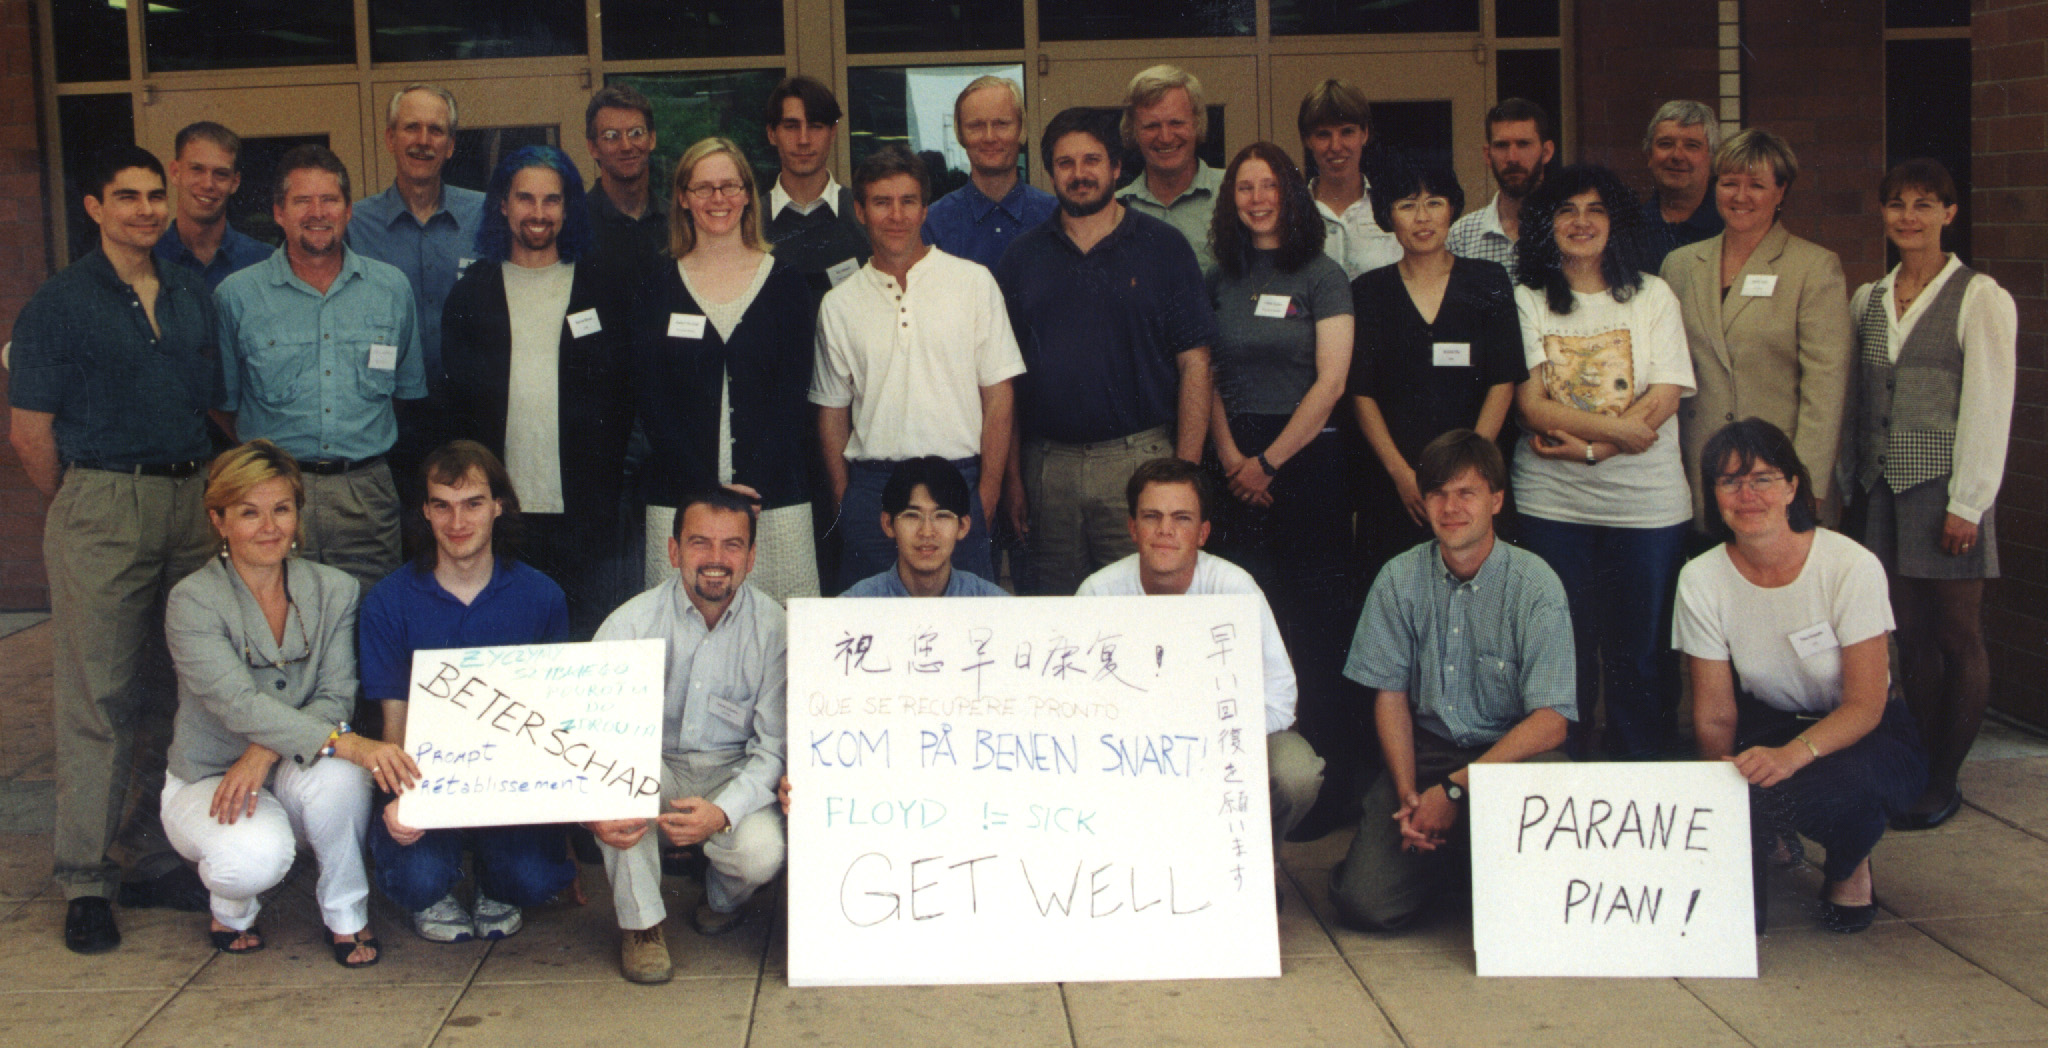 ŻYCZYMY
SZYBKIEGO
POWROTU
DO
ZDROWIA
BETERSCHAP
PROMPT
rétablissement
祝您早日康复!
QUE SE RECUPERE PRONTO
KOM PÅ BENEN SNART!
FLOYD != SICK
GET WELL
早い回復を願います
PARANE
PIAN!